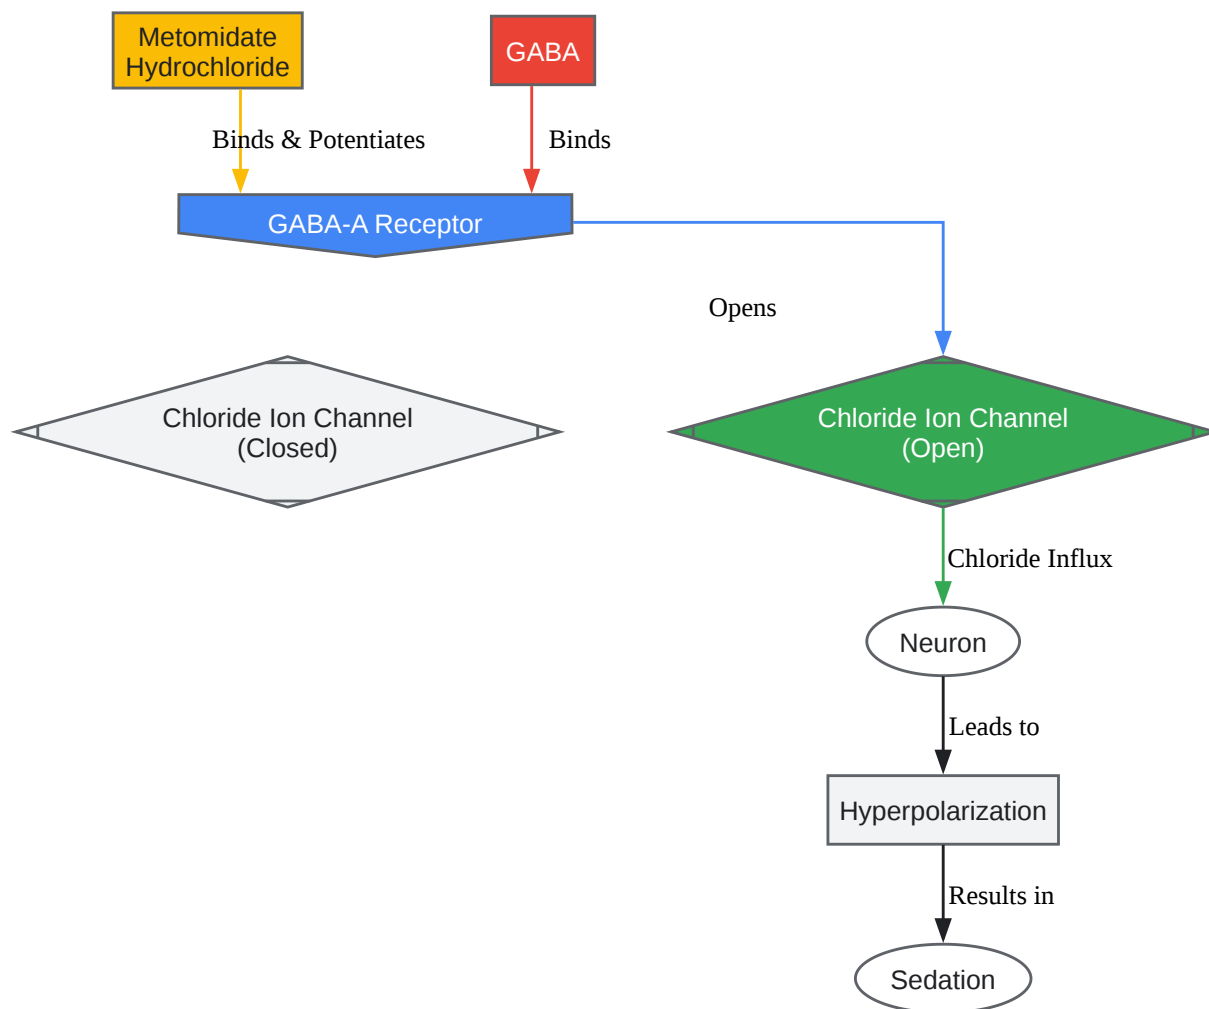 Metomidate
Hydrochloride
GABA
Binds & Potentiates
Binds
GABA-A Receptor
Opens
Chloride Ion Channel
(Closed)
Chloride Ion Channel
(Open)
Chloride Influx
Neuron
Leads to
Hyperpolarization
Results in
Sedation